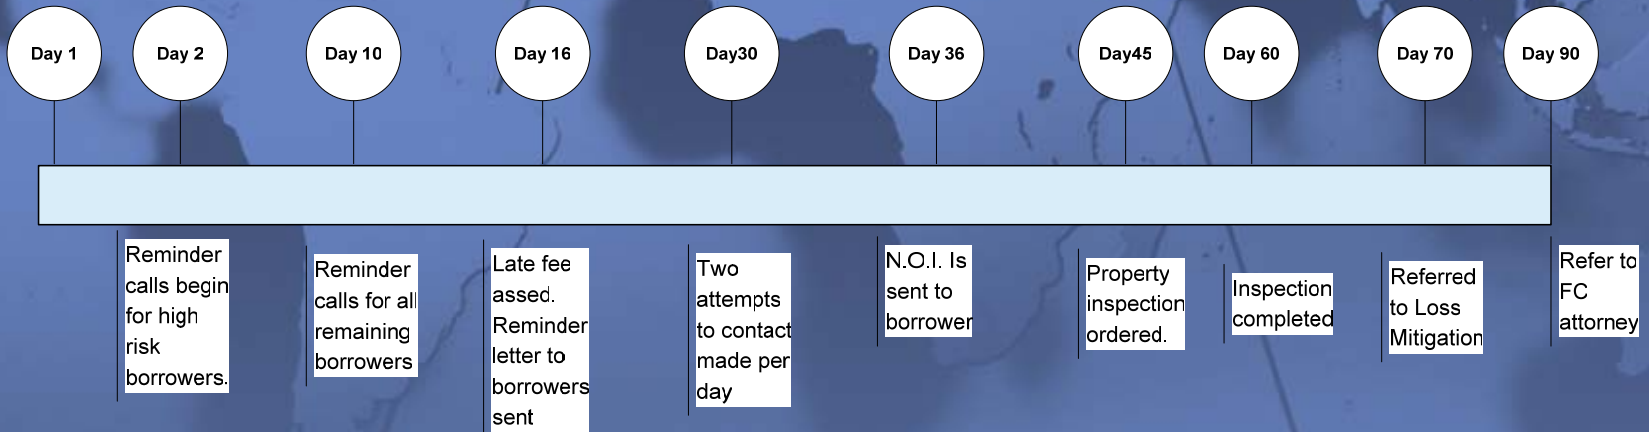 Day 1
Day 2
Day 10
Day 16
Day30
Day 36
Day45
Day 60
Day 70
Day 90
Reminder
calls begin
for high
risk
borrowers.
Reminder
calls for all
remaining
borrowers
Late fee
assed.
Reminder
letter to
borrowers
sent
Two
attempts
to contact
made per
day
N.O.I. Is
sent to
borrower
Property
inspection
ordered.
Inspection
completed
Referred
to Loss
Mitigation
Refer to
FC
attorney